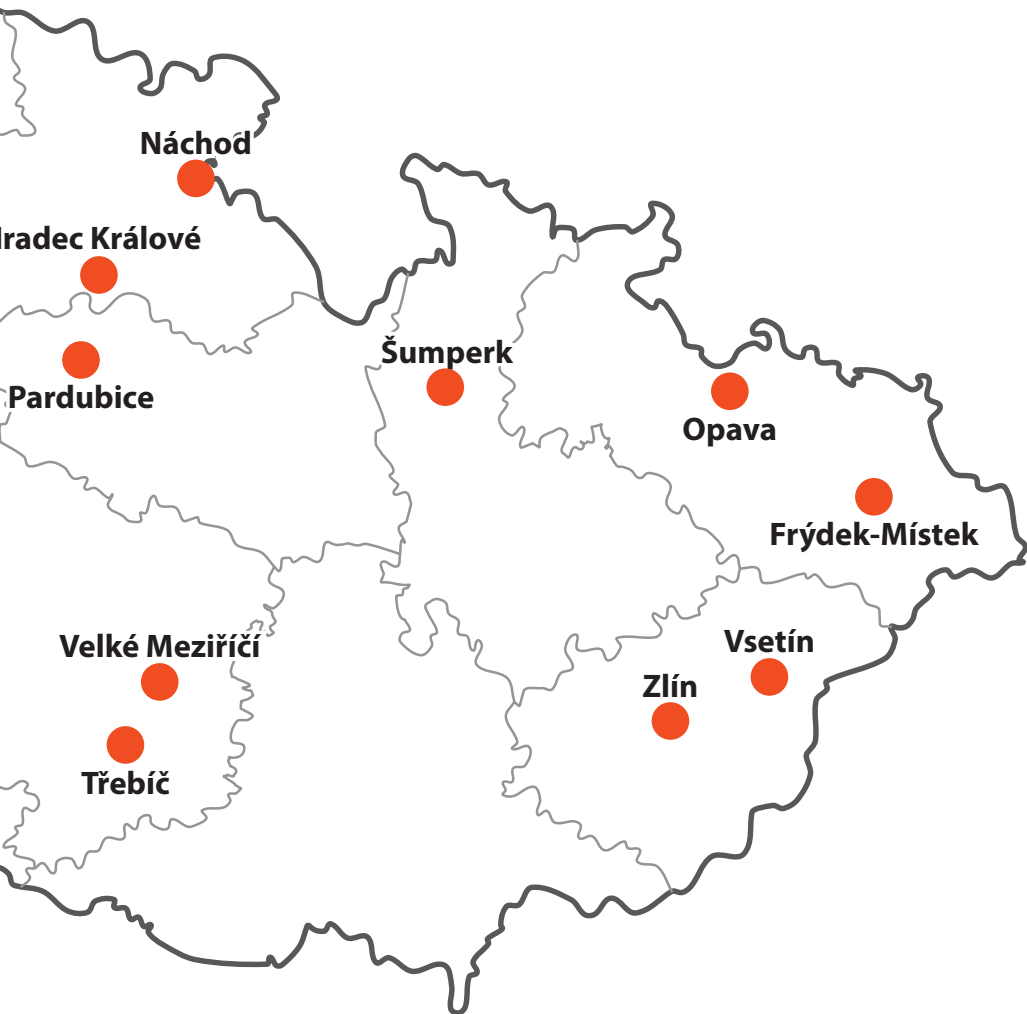 Náchod
radec Králové
Šumperk
Pardubice
Opava
Frýdek-Místek
Vsetín
Velké Meziříčí
Zlín
Třebíč